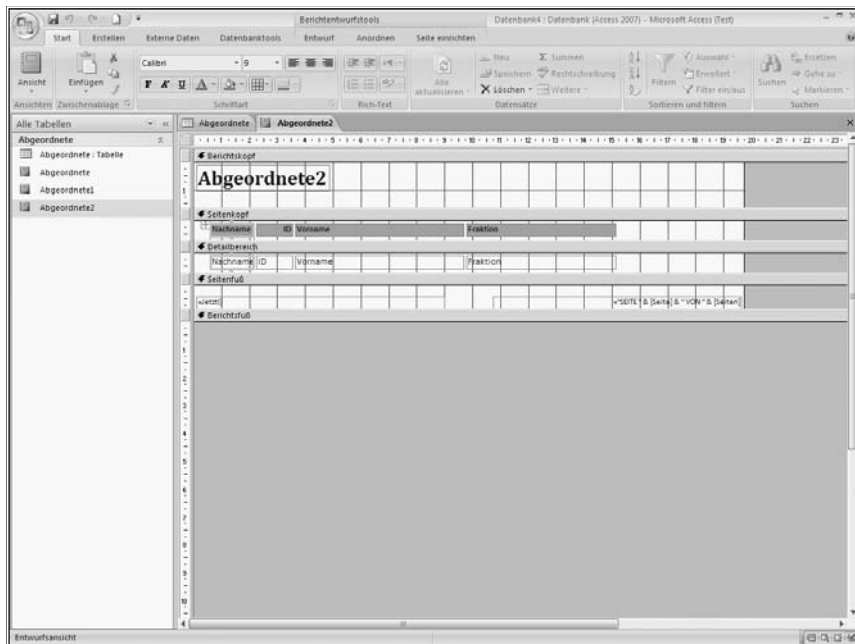 Berichtentwurfstools Datenbank4 : Datenbank (Access 2007) - Microsoft Access (Test)
Start Erstellen Externe Daten Datenbanktools Entwurf Anordnen Seite einrichten
Calibri 9 Neu Summen Auswahl Ersetzen
Speichern Rechtschreibung Erweitert Gehe zu
Ansicht Einfügen F K U A Alle aktualisieren Löschen Weitere Filtern Filter ein/aus Suchen Markieren
Ansichten Zwischenablage Schriftart Rich-Text Datensätze Sortieren und Filtern Suchen
Alle Tabellen Abgeordnete Abgeordnete2
Abgeordnete
Abgeordnete : Tabelle
Abgeordnete
Abgeordnete1
Abgeordnete2
Berichtskopf
Abgeordnete2
Seitenkopf
Nachname ID Vorname Fraktion
Detailbereich
Nachname ID Vorname Fraktion
Seitenfuß
=Jetzt() ="SEITE " & [Seite] & " VON " & [Seiten]
Berichtsfuß
Entwurfsansicht